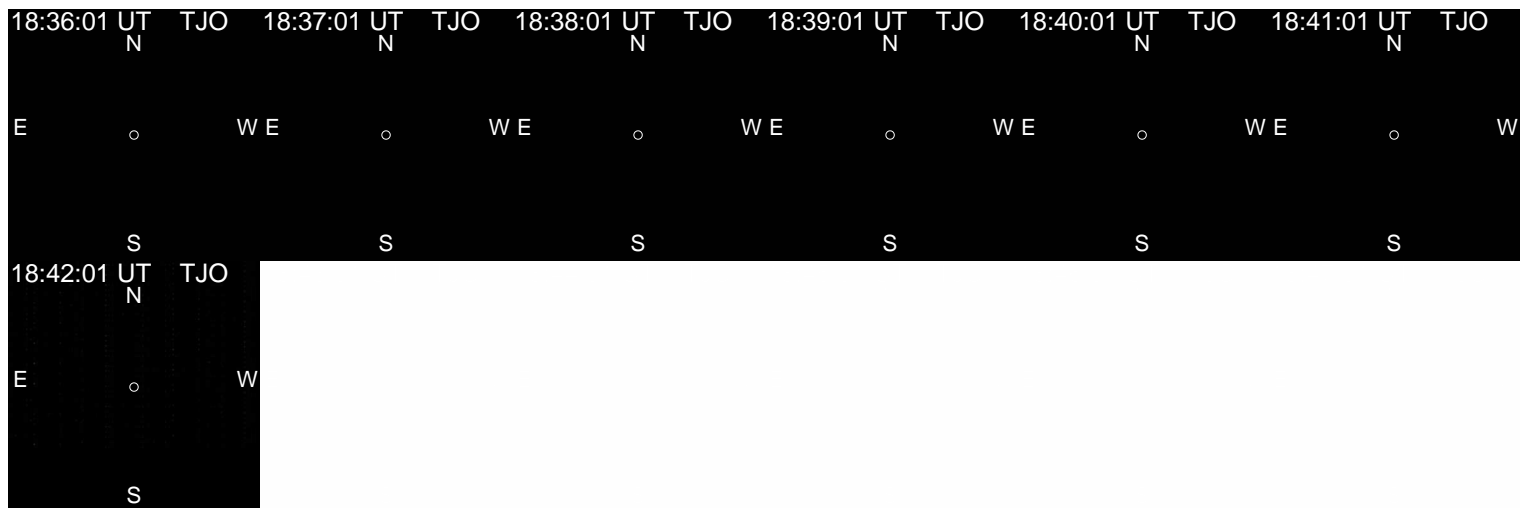 18:36:01 UT TJO 18:37:01 UT TJO 18:38:01 UT TJO 18:39:01 UT TJO 18:40:01 UT TJO 18:41:01 UT TJO
N N N N N N
E W E W E W E W E W E W
S S S S S S
18:42:01 UT TJO
N
E W
S